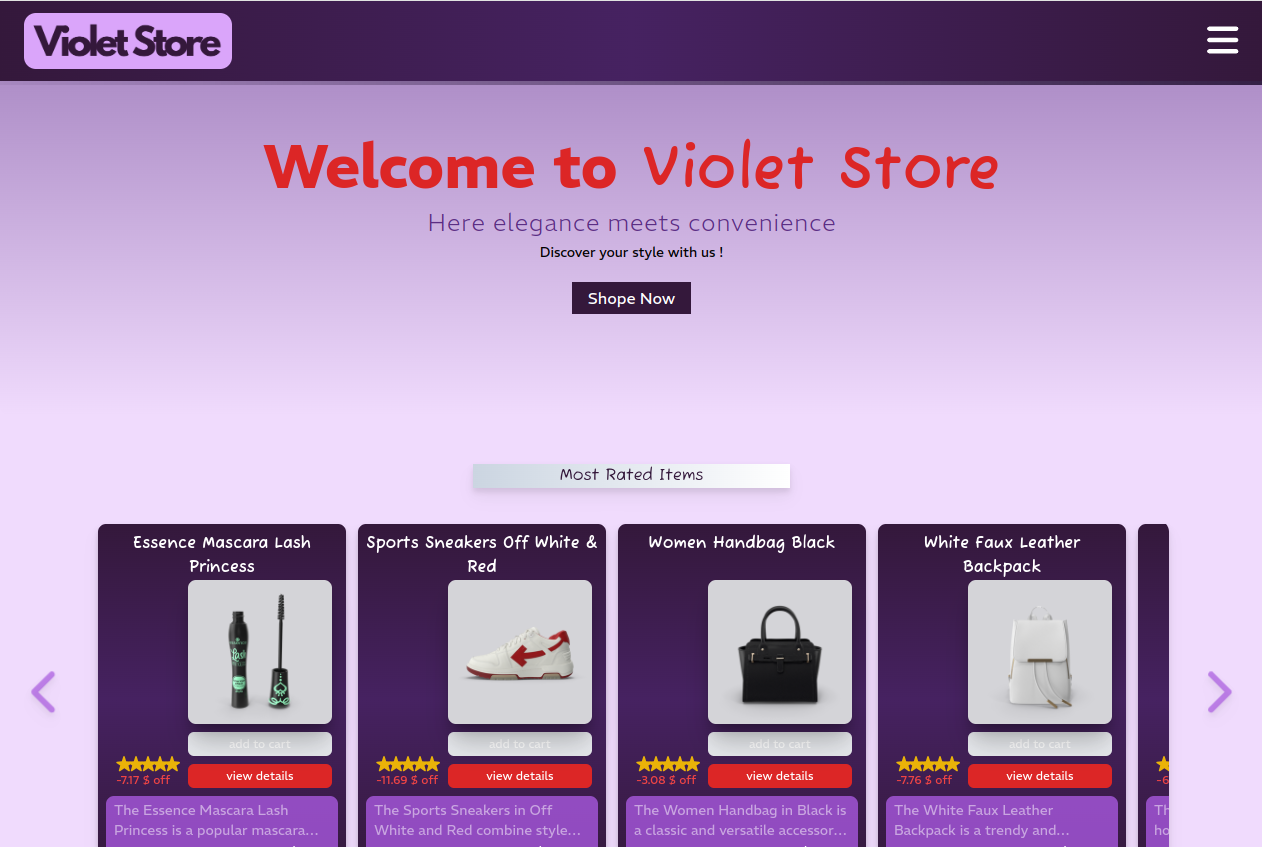 Violet Store
Welcome to Violet Store
Here elegance meets convenience
Discover your style with us !
Shope Now
Most Rated Items
Essence Mascara Lash
Princess
add to cart
-7.17 $ off
view details
The Essence Mascara Lash
Princess is a popular mascara...
Sports Sneakers Off White &
Red
add to cart
-11.69 $ off
view details
The Sports Sneakers in Off
White and Red combine style...
Women Handbag Black
add to cart
-3.08 $ off
view details
The Women Handbag in Black is
a classic and versatile accessor...
White Faux Leather
Backpack
add to cart
-7.76 $ off
view details
The White Faux Leather
Backpack is a trendy and...
-6